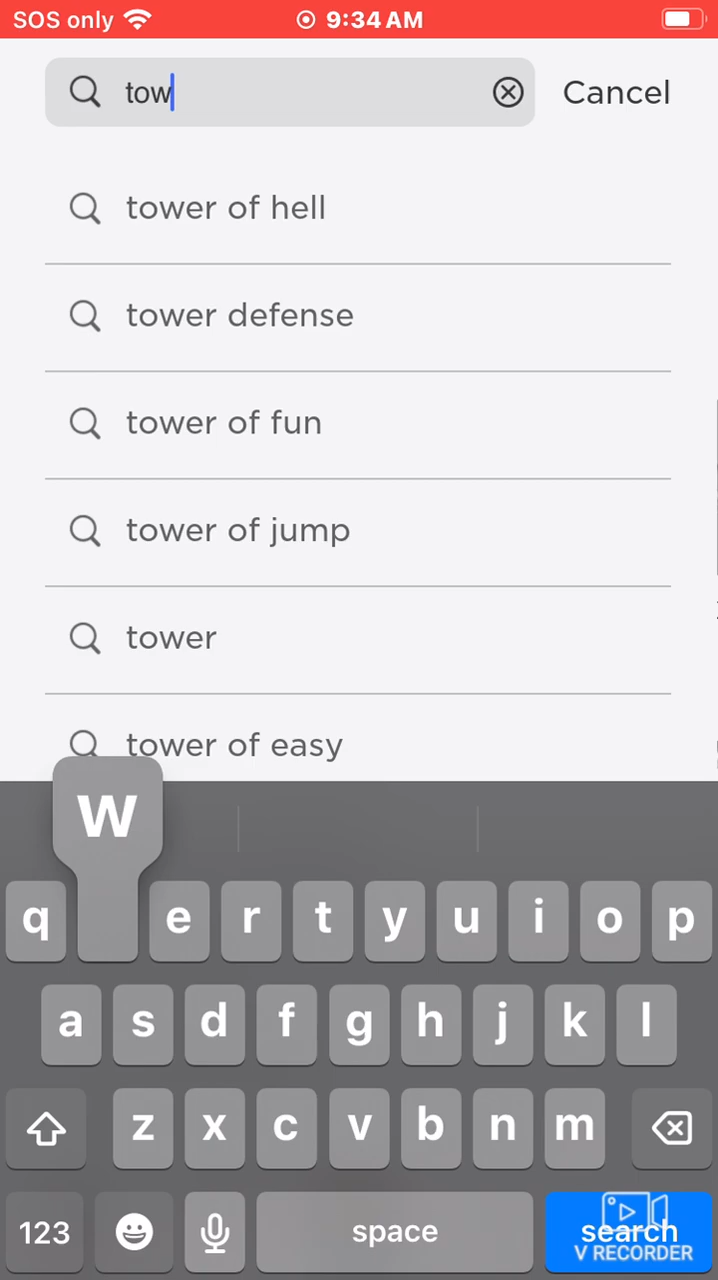 SOS only 9:34 AM
tow Cancel
tower of hell
tower defense
tower of fun
tower of jump
tower
tower of easy
W
q e r t y u i o p
a s d f g h j k l
z x c v b n m
123 space search
V RECORDER